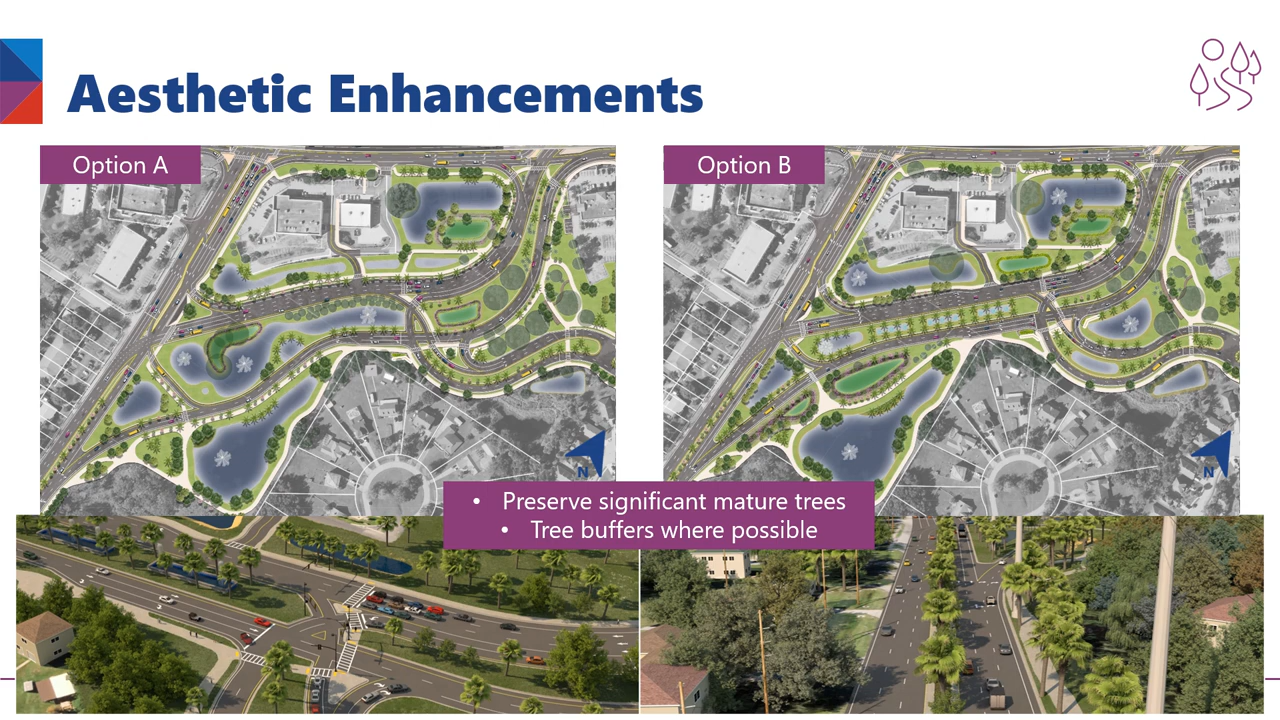 Aesthetic Enhancements
Option A
Option B
N
N
• Preserve significant mature trees
• Tree buffers where possible